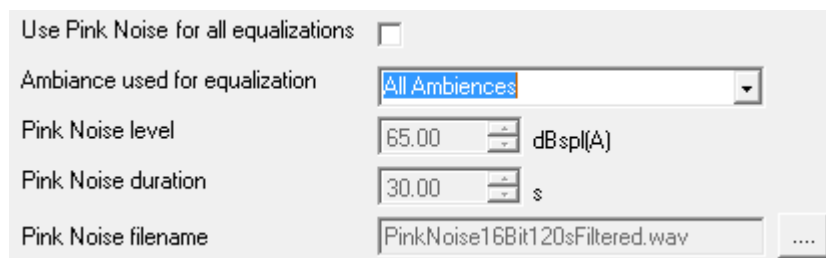 Use Pink Noise for all equalizations
Ambiance used for equalization All Ambiences
Pink Noise level 65.00 dBspl(A)
Pink Noise duration 30.00 s
Pink Noise filename PinkNoise16Bit120sFiltered.wav ....